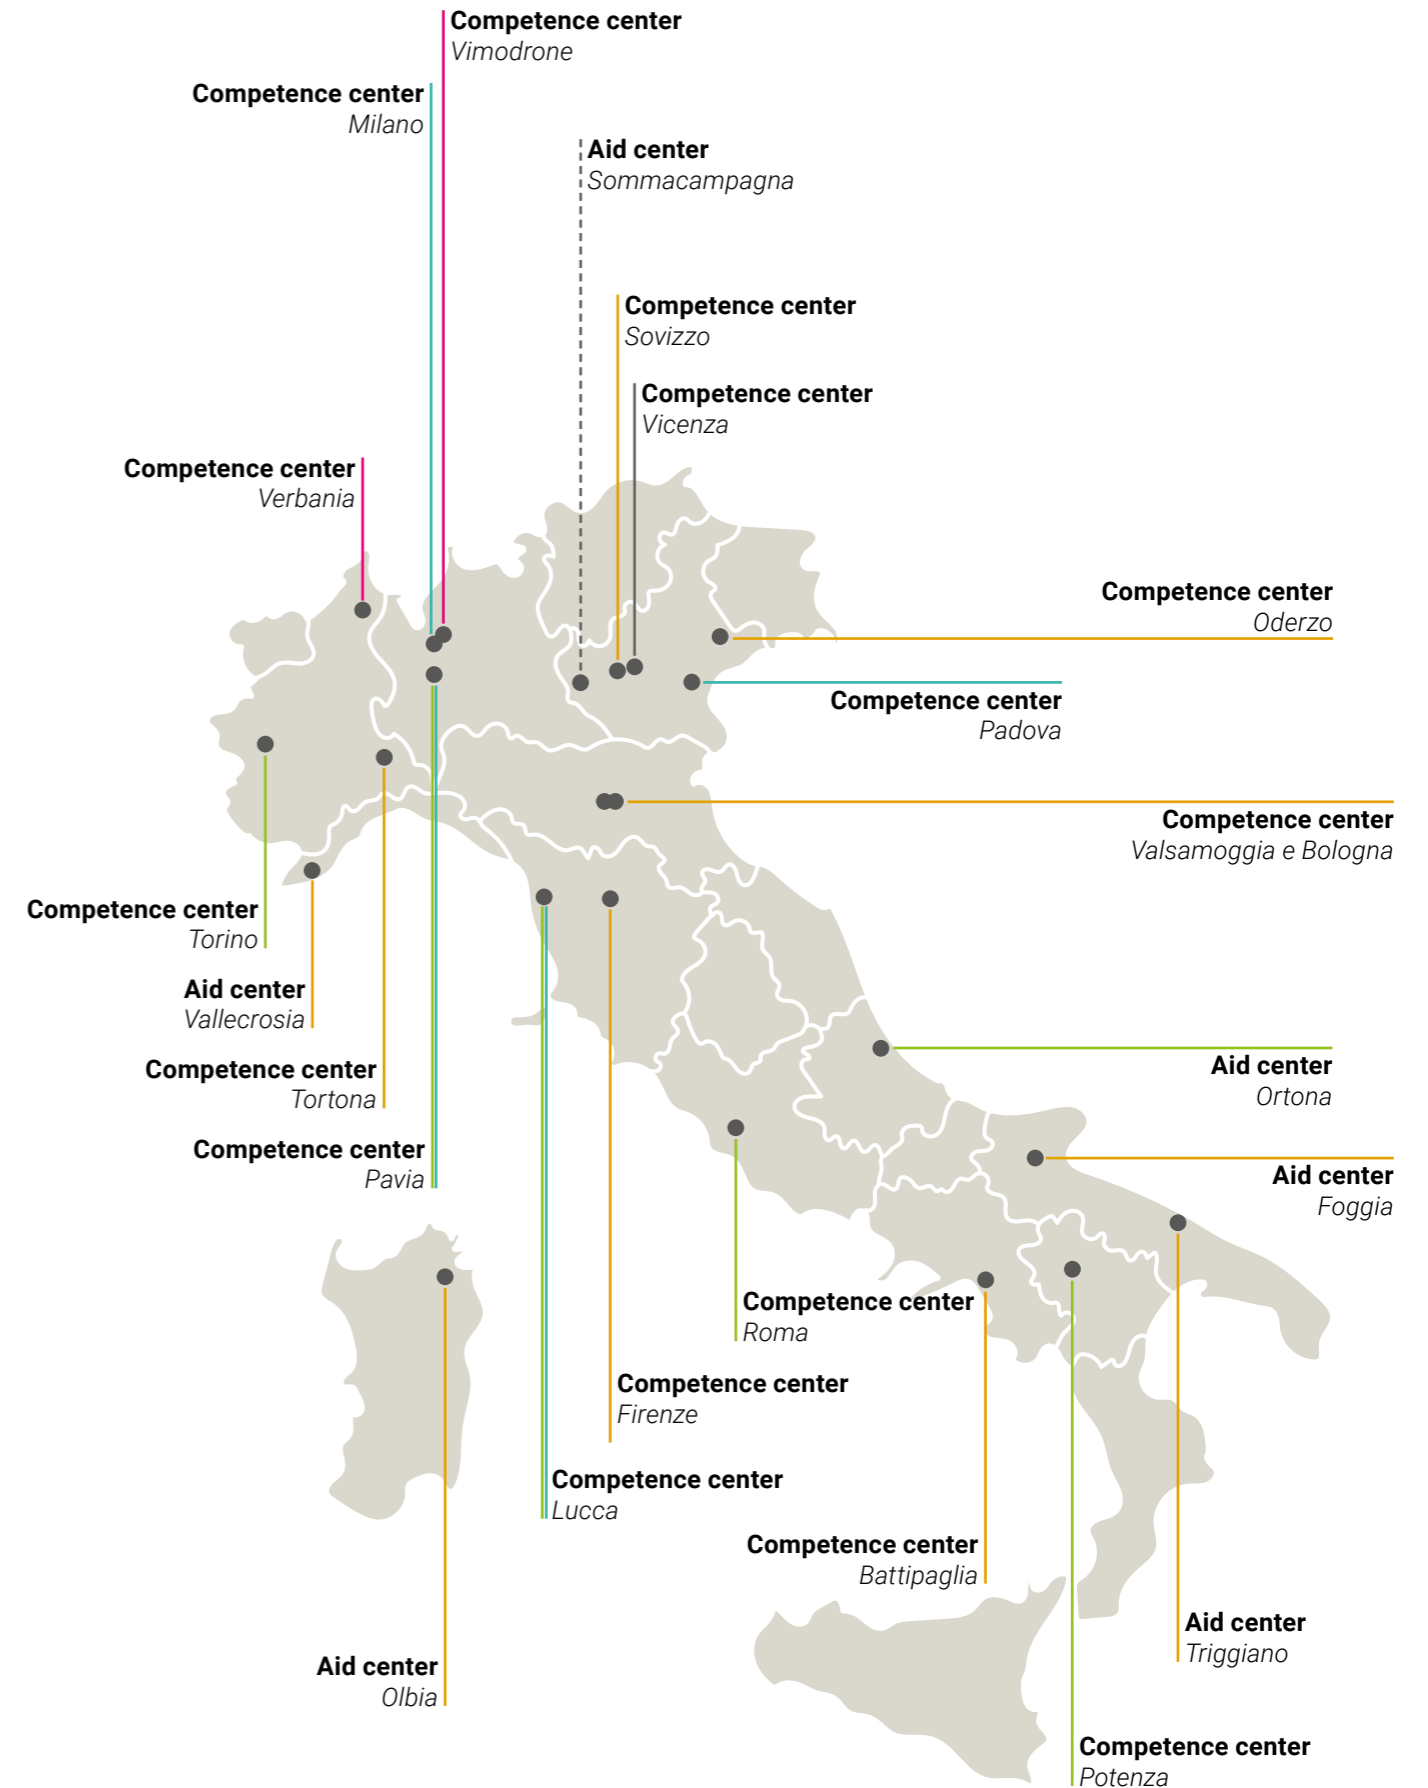 Competence center
Vimodrone
Competence center
Milano
Aid center
Sommacampagna
Competence center
Sovizzo
Competence center
Vicenza
Competence center
Verbania
Competence center
Oderzo
Competence center
Padova
Competence center
Valsamoggia e Bologna
Competence center
Torino
Aid center
Vallecrosia
Competence center
Tortona
Aid center
Ortona
Competence center
Pavia
Aid center
Foggia
Competence center
Roma
Competence center
Firenze
Competence center
Lucca
Competence center
Battipaglia
Aid center
Triggiano
Aid center
Olbia
Competence center
Potenza